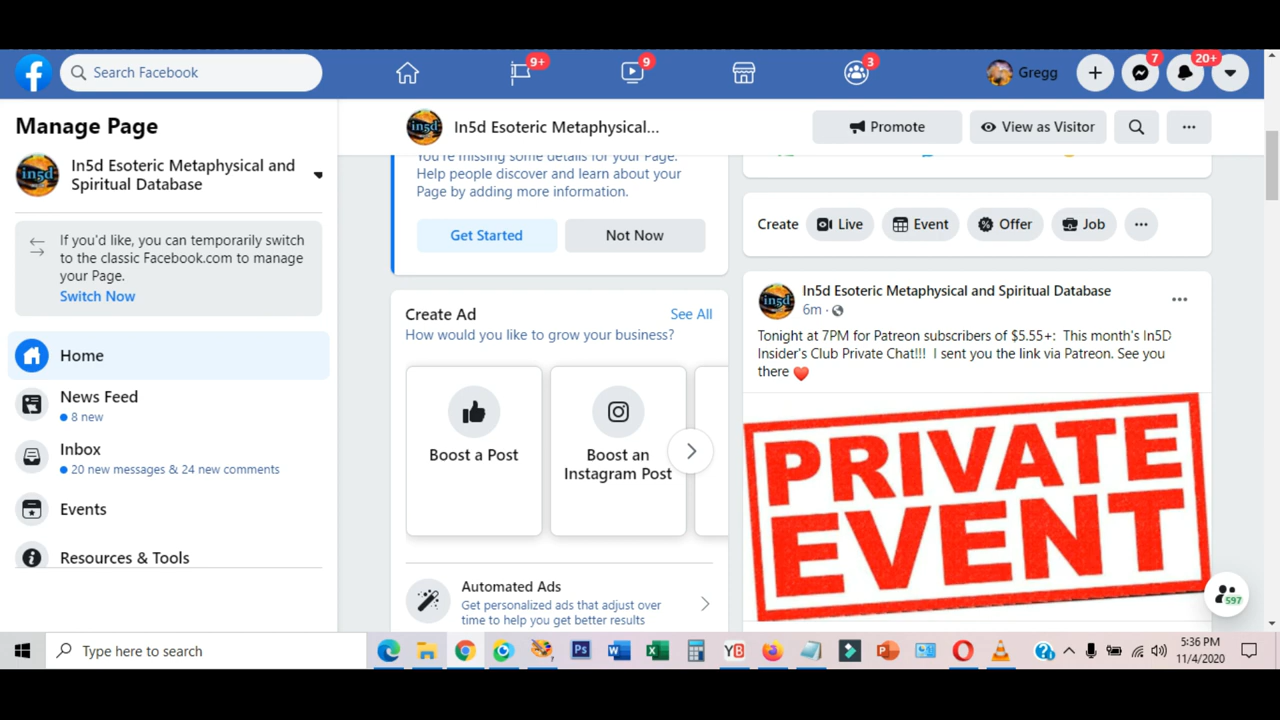 Search Facebook
9+
9
3
Gregg
7
20+
Manage Page
In5d Esoteric Metaphysical and
Spiritual Database
If you'd like, you can temporarily switch
to the classic Facebook.com to manage
your Page.
Switch Now
Home
News Feed
8 new
Inbox
20 new messages & 24 new comments
Events
Resources & Tools
in5d
In5d Esoteric Metaphysical...
Promote
View as Visitor
You're missing some details for your Page.
Help people discover and learn about your
Page by adding more information.
Get Started
Not Now
Create Ad
See All
How would you like to grow your business?
Boost a Post
Boost an
Instagram Post
Automated Ads
Get personalized ads that adjust over
time to help you get better results
Create
Live
Event
Offer
Job
in5d
In5d Esoteric Metaphysical and Spiritual Database
6m
Tonight at 7PM for Patreon subscribers of $5.55+: This month's In5D
Insider's Club Private Chat!!! I sent you the link via Patreon. See you
there
PRIVATE
EVENT
597
Type here to search
Ps
YB
5:36 PM
11/4/2020